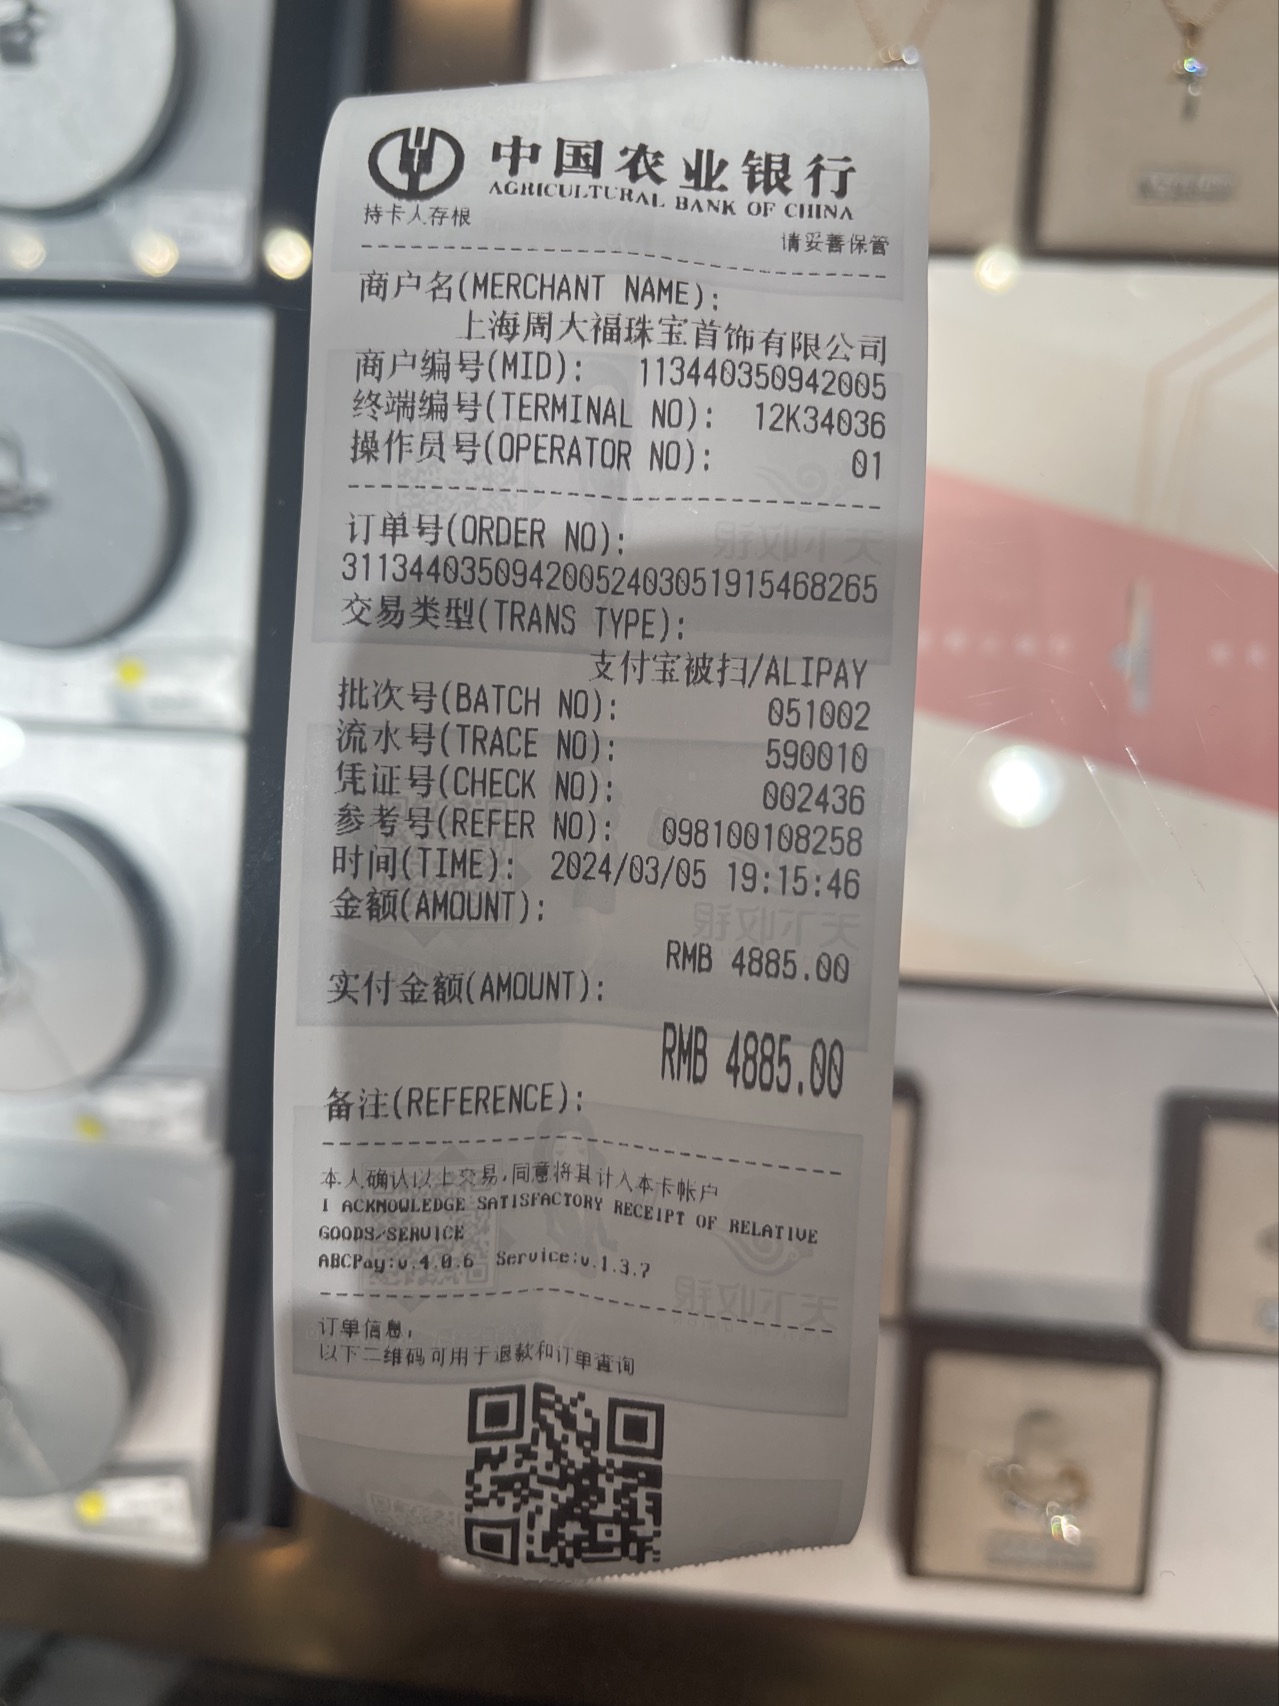 中国农业银行
AGRICULTURAL BANK OF CHINA
持卡人存根
请妥善保管
商户名(MERCHANT NAME):
上海周大福珠宝首饰有限公司
商户编号(MID): 113440350942005
终端编号(TERMINAL NO): 12K34036
操作员号(OPERATOR NO): 01
订单号(ORDER NO):
31134403509420052403051915468265
交易类型(TRANS TYPE):
支付宝被扫/ALIPAY
批次号(BATCH NO): 051002
流水号(TRACE NO): 590010
凭证号(CHECK NO): 002436
参考号(REFER NO): 098100108258
时间(TIME): 2024/03/05 19:15:46
金额(AMOUNT):
RMB 4885.00
实付金额(AMOUNT):
RMB 4885.00
备注(REFERENCE):
本人确认以上交易,同意将其计入本卡帐户
I ACKNOWLEDGE SATISFACTORY RECEIPT OF RELATIVE
GOODS/SERVICE
ABCPay:v.4.0.6 Service:v.1.3.7
订单信息,
以下二维码可用于退款和订单查询